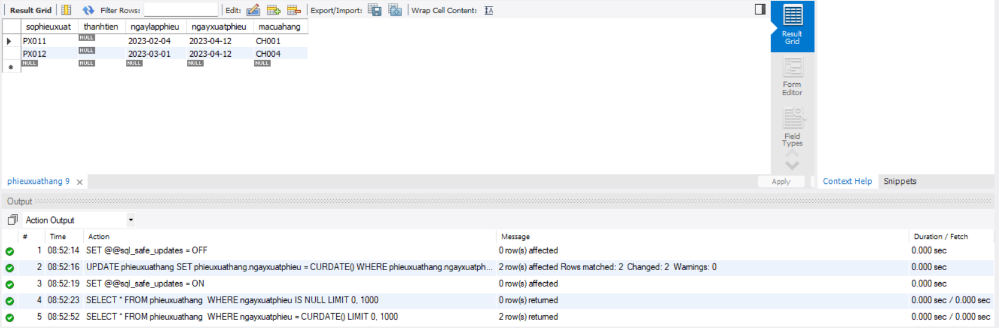 Result Grid Filter Rows: Edit: Export/Import: Wrap Cell Content:
sophieuxuat thanhtien ngaylapphieu ngayxuatphieu macuahang
PX011 NULL 2023-02-04 2023-04-12 CH001
PX012 NULL 2023-03-01 2023-04-12 CH004
NULL NULL NULL NULL NULL
Result
Grid
Form
Editor
Field
Types
phieuxuathang 9 Apply Context Help Snippets
Output
Action Output
# Time Action Message Duration / Fetch
1 08:52:14 SET @@sql_safe_updates = OFF 0 row(s) affected 0.000 sec
2 08:52:16 UPDATE phieuxuathang SET phieuxuathang.ngayxuatphieu = CURDATE() WHERE phieuxuathang.ngayxuatph... 2 row(s) affected Rows matched: 2 Changed: 2 Warnings: 0 0.000 sec
3 08:52:19 SET @@sql_safe_updates = ON 0 row(s) affected 0.000 sec
4 08:52:23 SELECT * FROM phieuxuathang WHERE ngayxuatphieu IS NULL LIMIT 0, 1000 0 row(s) returned 0.000 sec / 0.000 sec
5 08:52:52 SELECT * FROM phieuxuathang WHERE ngayxuatphieu = CURDATE() LIMIT 0, 1000 2 row(s) returned 0.000 sec / 0.000 sec